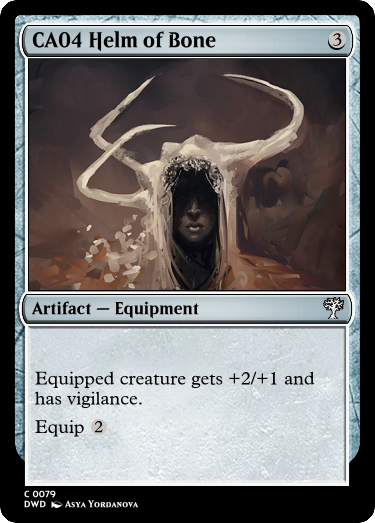 CA04 Helm of Bone 3
Artifact — Equipment
Equipped creature gets +2/+1 and
has vigilance.
Equip 2
C 0079
DWD Asya Yordanova